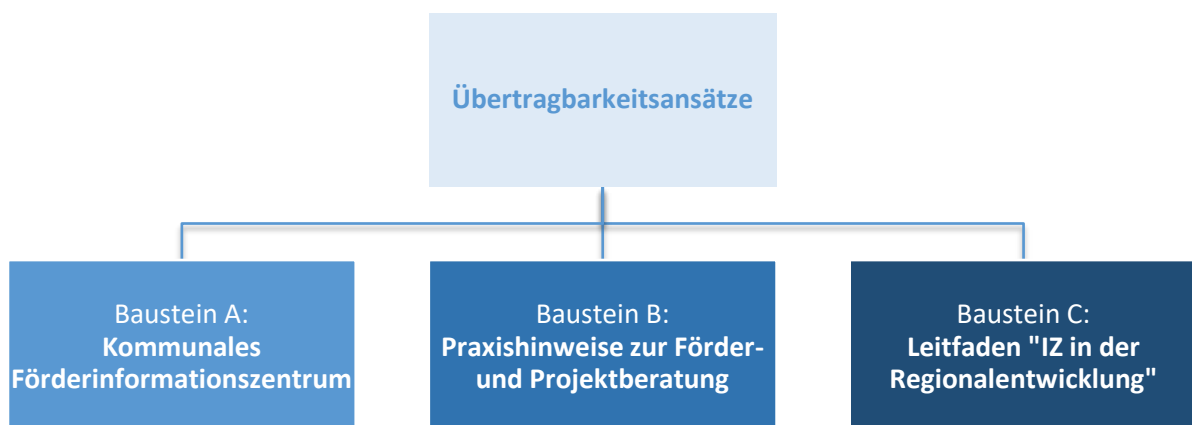 Übertragbarkeitsansätze
Baustein A:
Kommunales
Förderinformationszentrum
Baustein B:
Praxishinweise zur Förder-
und Projektberatung
Baustein C:
Leitfaden "IZ in der
Regionalentwicklung"